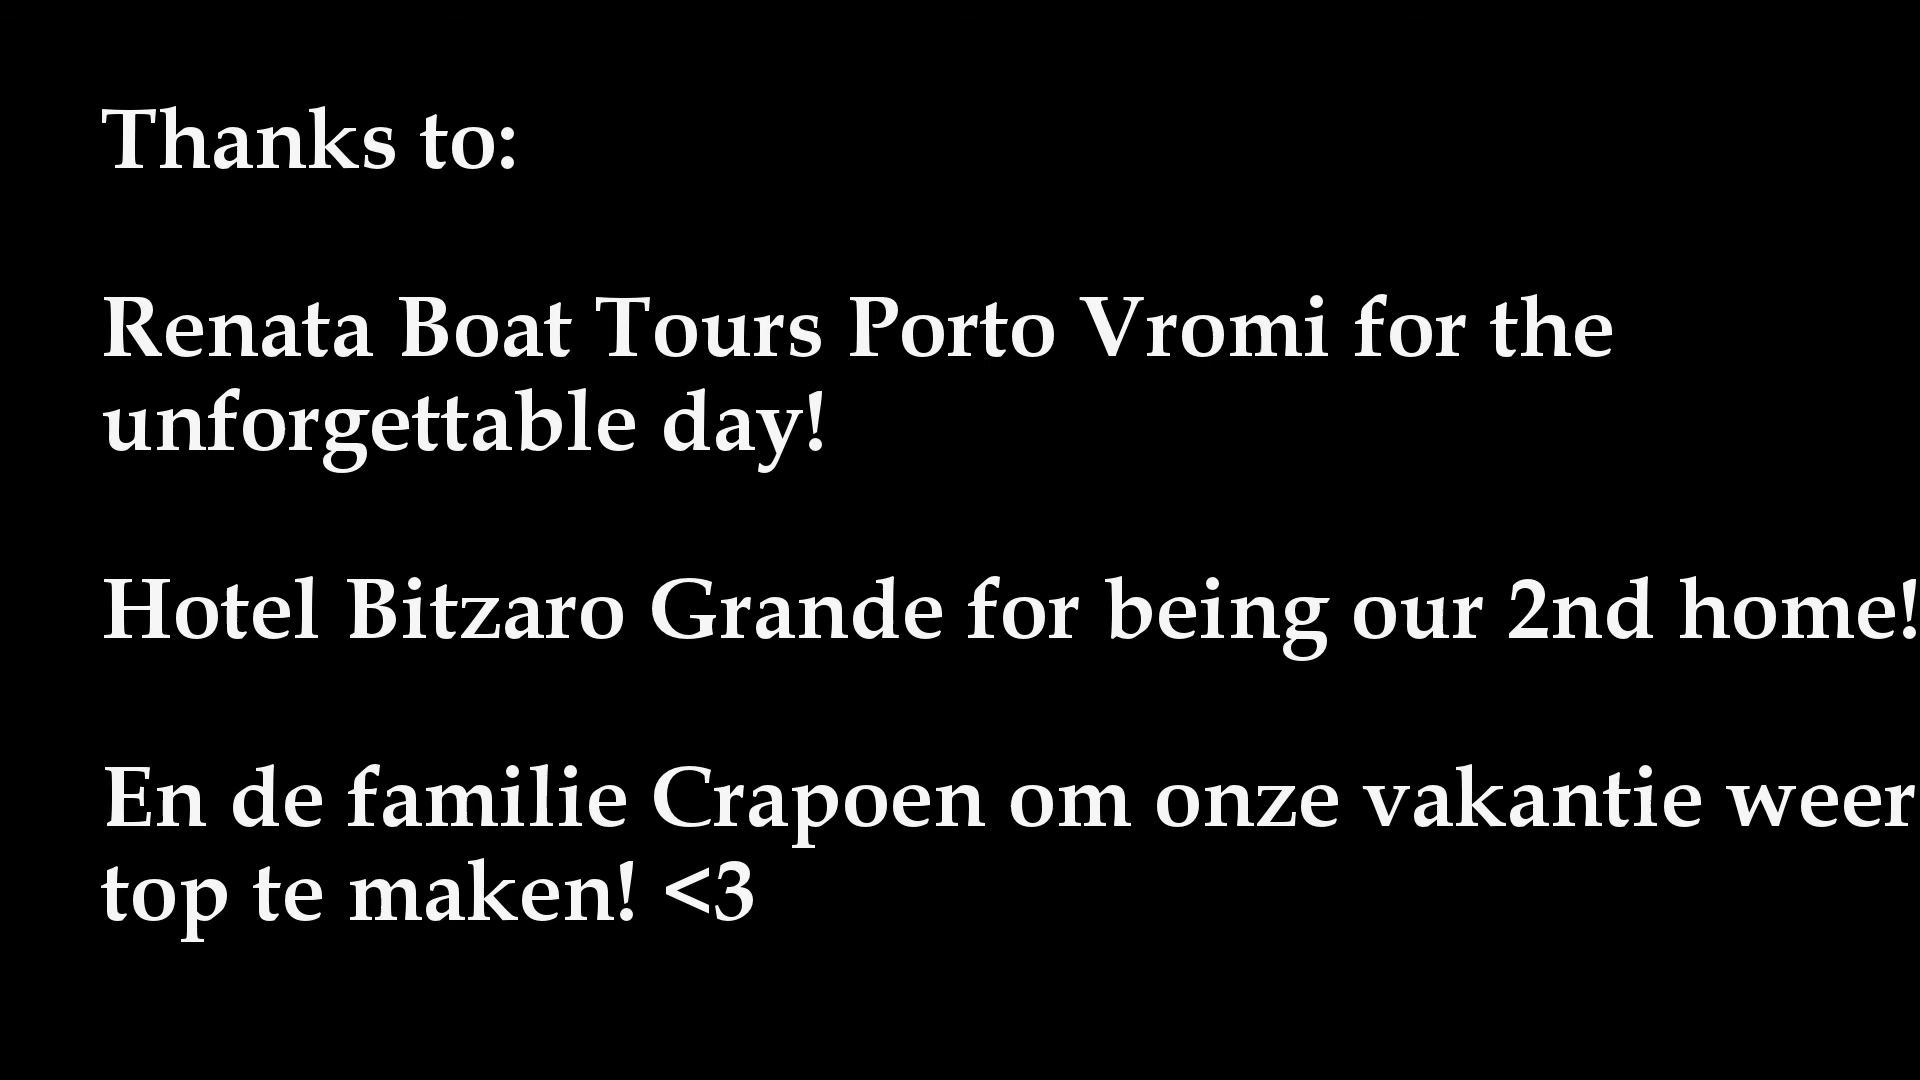 Thanks to:
Renata Boat Tours Porto Vromi for the
unforgettable day!
Hotel Bitzaro Grande for being our 2nd home!
En de familie Crapoen om onze vakantie weer
top te maken! <3